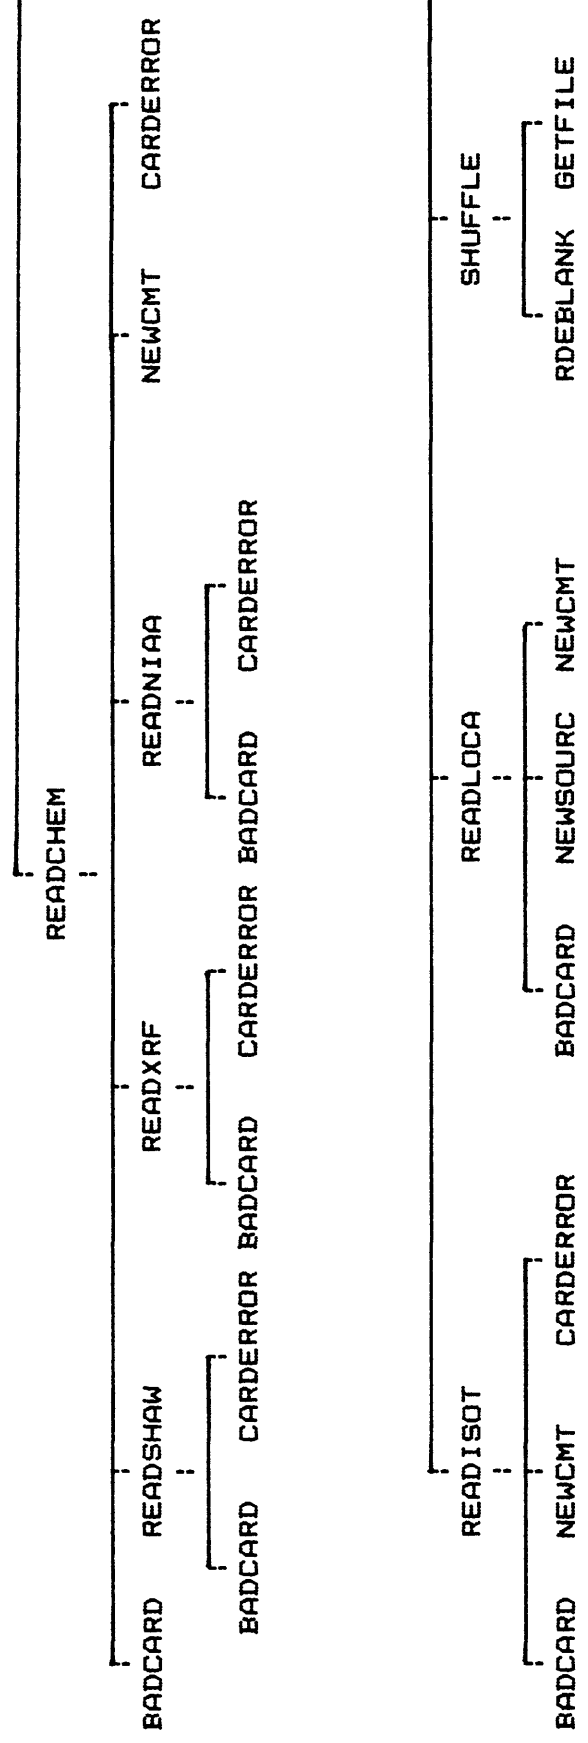 READCHEM
BADCARD READSHAW READXRF READNIAA NEWCMT CARDERROR
BADCARD CARDERROR BADCARD CARDERROR BADCARD CARDERROR
READISOT READLOCA SHUFFLE
BADCARD NEWCMT CARDERROR BADCARD NEWSOURC NEWCMT RDEBLANK GETFILE